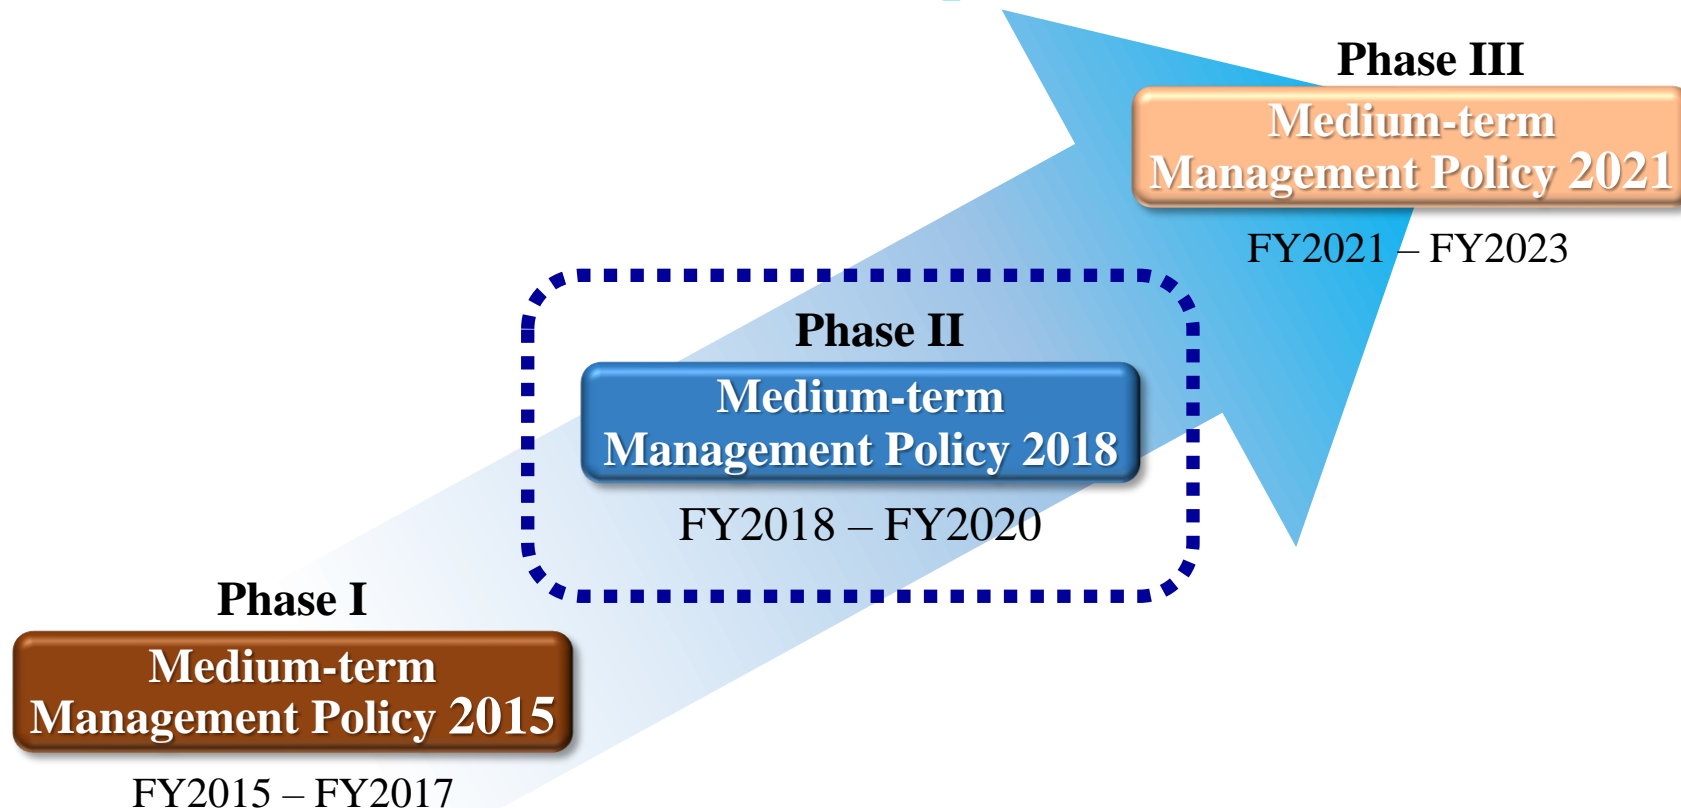 Phase III
Medium-term
Management Policy 2021
FY2021 – FY2023
Phase II
Medium-term
Management Policy 2018
FY2018 – FY2020
Phase I
Medium-term
Management Policy 2015
FY2015 – FY2017